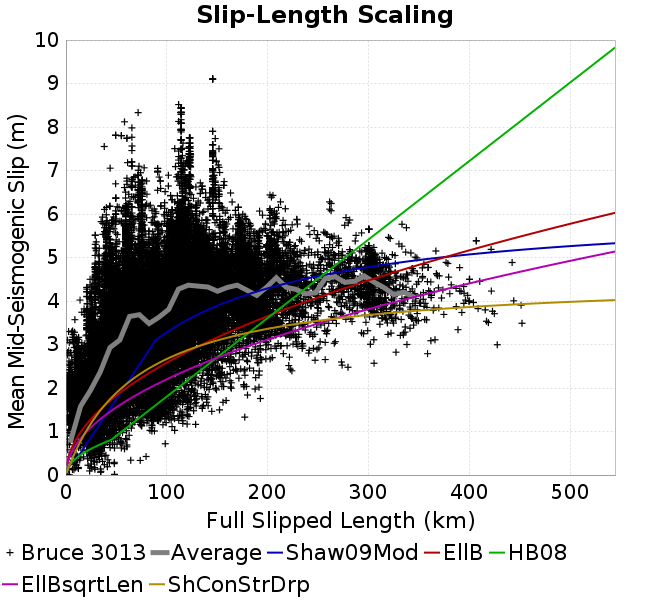 Slip-Length Scaling
Mean Mid-Seismogenic Slip (m)
10
9
8
7
6
5
4
3
2
1
0
0 100 200 300 400 500
Full Slipped Length (km)
Bruce 3013 Average Shaw09Mod EllB HB08
EllBsqrtLen ShConStrDrp